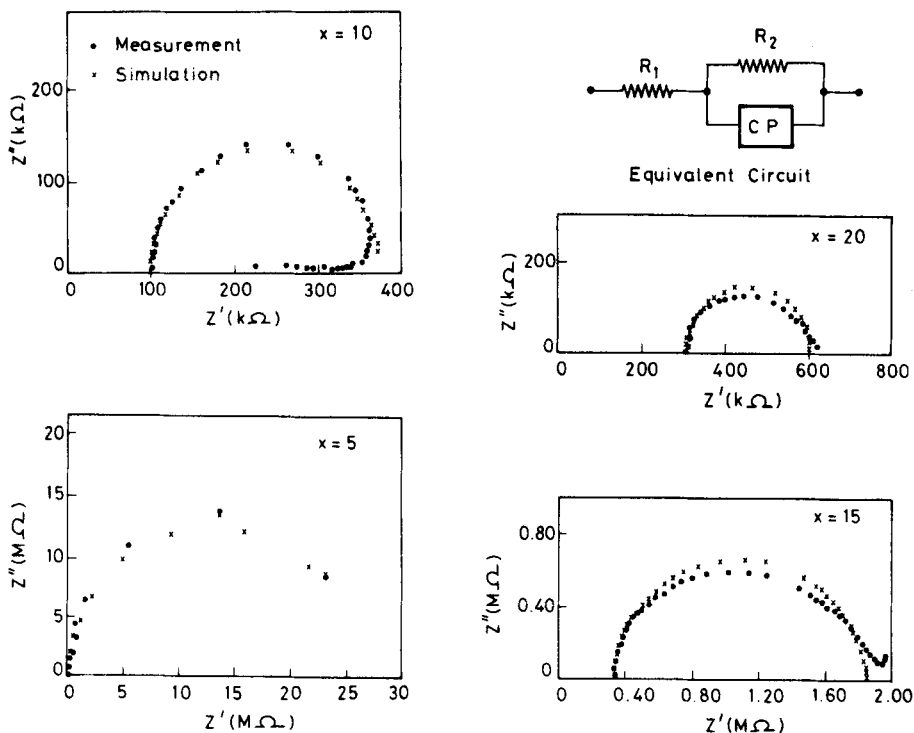 • Measurement
× Simulation
x = 10
Z″(kΩ)
200
100
0
0 100 200 300 400
Z′(kΩ)
R1
R2
CP
Equivalent Circuit
x = 20
Z″(kΩ)
200
0
0 200 400 600 800
Z′(kΩ)
x = 5
Z″(MΩ)
20
15
10
5
0
0 5 10 15 20 25 30
Z′(MΩ)
x = 15
Z″(MΩ)
0.80
0.40
0
0 0.40 0.80 1.20 1.60 2.00
Z′(MΩ)